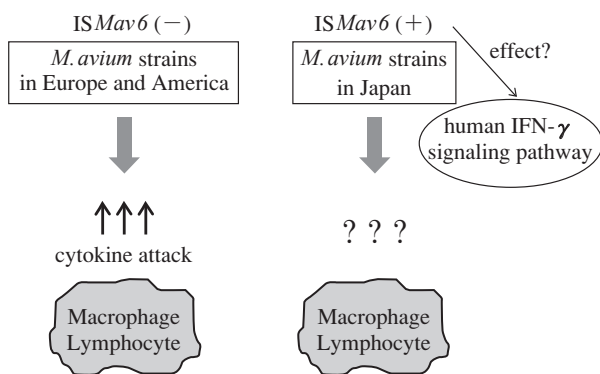 ISMav6 (−)
M. avium strains
in Europe and America
cytokine attack
Macrophage
Lymphocyte
ISMav6 (+)
M. avium strains
in Japan
effect?
human IFN-γ
signaling pathway
? ? ?
Macrophage
Lymphocyte